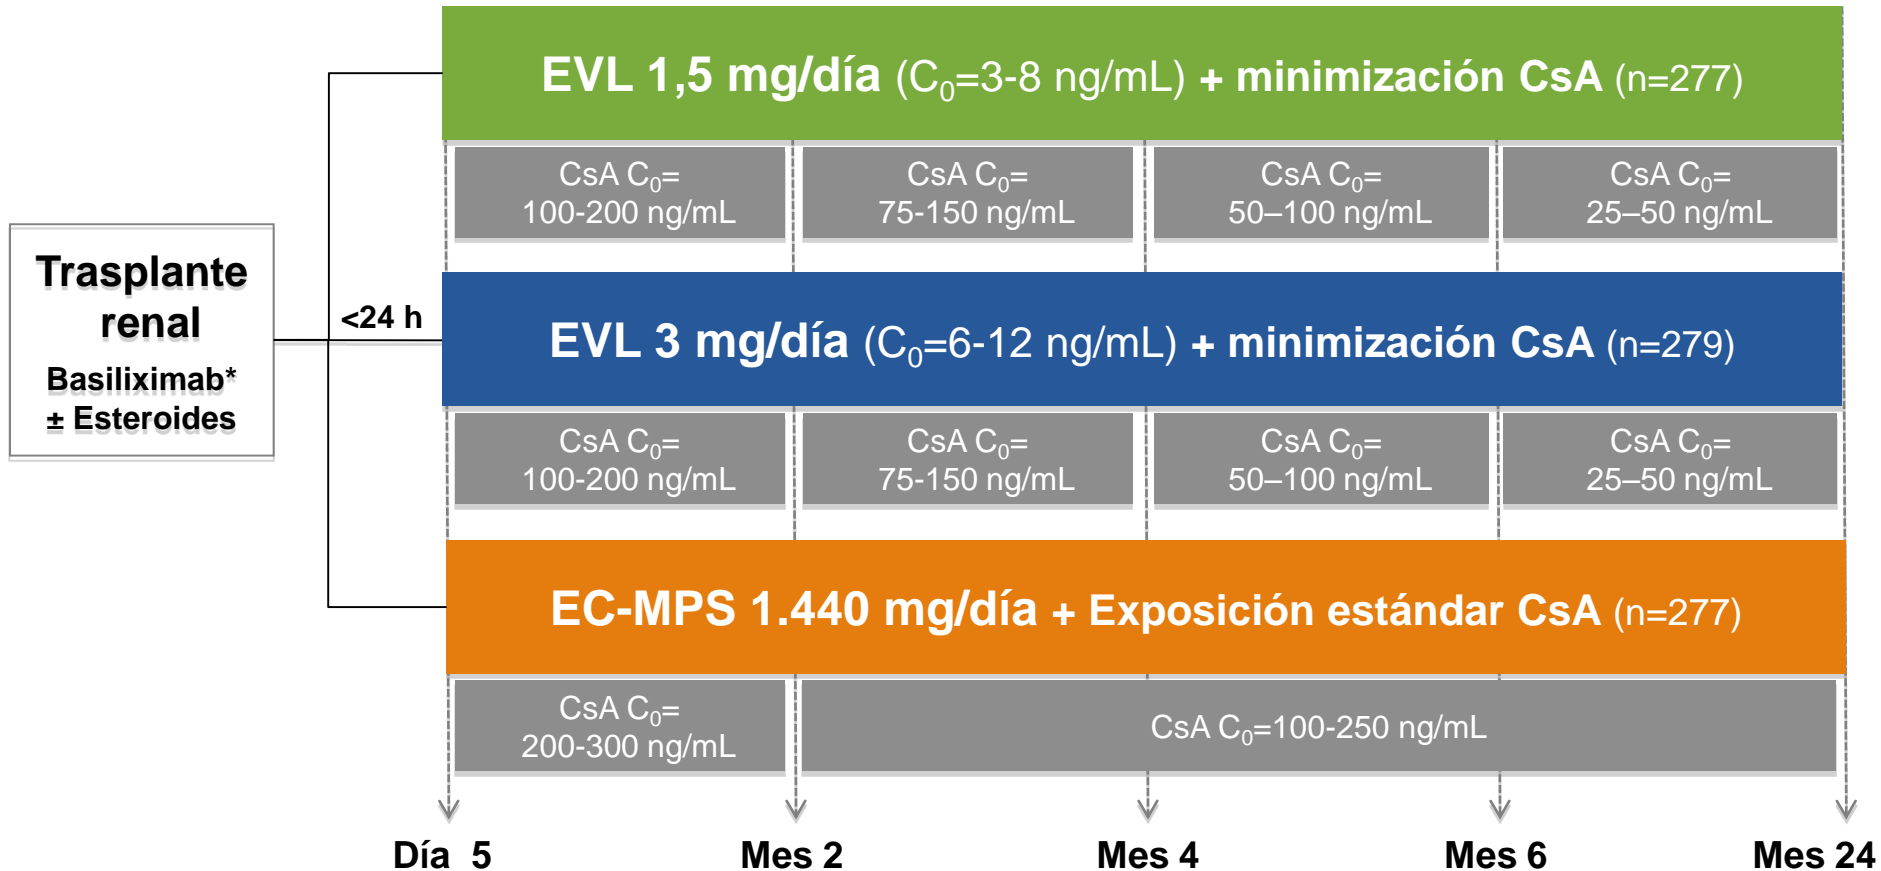 EVL 1,5 mg/día (C₀=3-8 ng/mL) + minimización CsA (n=277)
CsA C₀=
100-200 ng/mL
CsA C₀=
75-150 ng/mL
CsA C₀=
50–100 ng/mL
CsA C₀=
25–50 ng/mL
Trasplante
renal
Basiliximab*
± Esteroides
<24 h
EVL 3 mg/día (C₀=6-12 ng/mL) + minimización CsA (n=279)
CsA C₀=
100-200 ng/mL
CsA C₀=
75-150 ng/mL
CsA C₀=
50–100 ng/mL
CsA C₀=
25–50 ng/mL
EC-MPS 1.440 mg/día + Exposición estándar CsA (n=277)
CsA C₀=
200-300 ng/mL
CsA C₀=100-250 ng/mL
Día 5
Mes 2
Mes 4
Mes 6
Mes 24